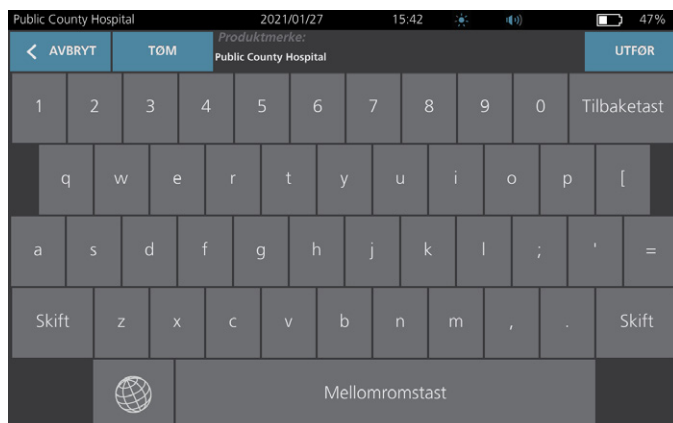 Public County Hospital 2021/01/27 15:42 47%
AVBRYT TØM Produktmerke: UTFØR
Public County Hospital
1 2 3 4 5 6 7 8 9 0 Tilbaketast
q w e r t y u i o p [
a s d f g h j k l ; ' =
Skift z x c v b n m , . Skift
Mellomromstast